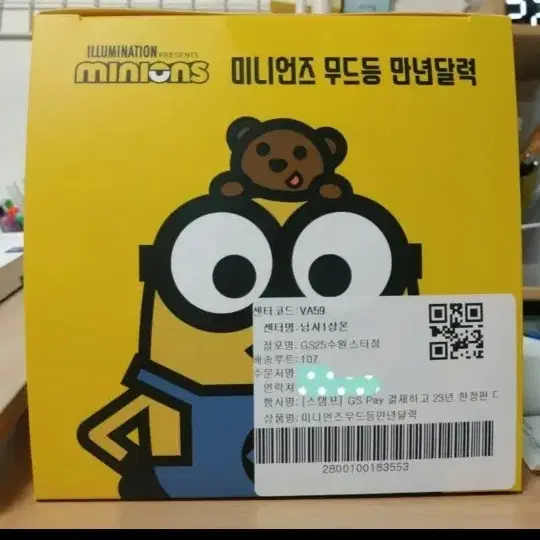 ILLUMINATION PRESENTS
minions
미니언즈 무드등 만년달력
센터코드:VA59
센터명:남사1상온
점포명:GS25수원스타점
배송루트:107
주문자명:
연락처
행사명:[스탬프] GS Pay 결제하고 23년 한정판
상품명:미니언즈무드등만년달력
2800100183553